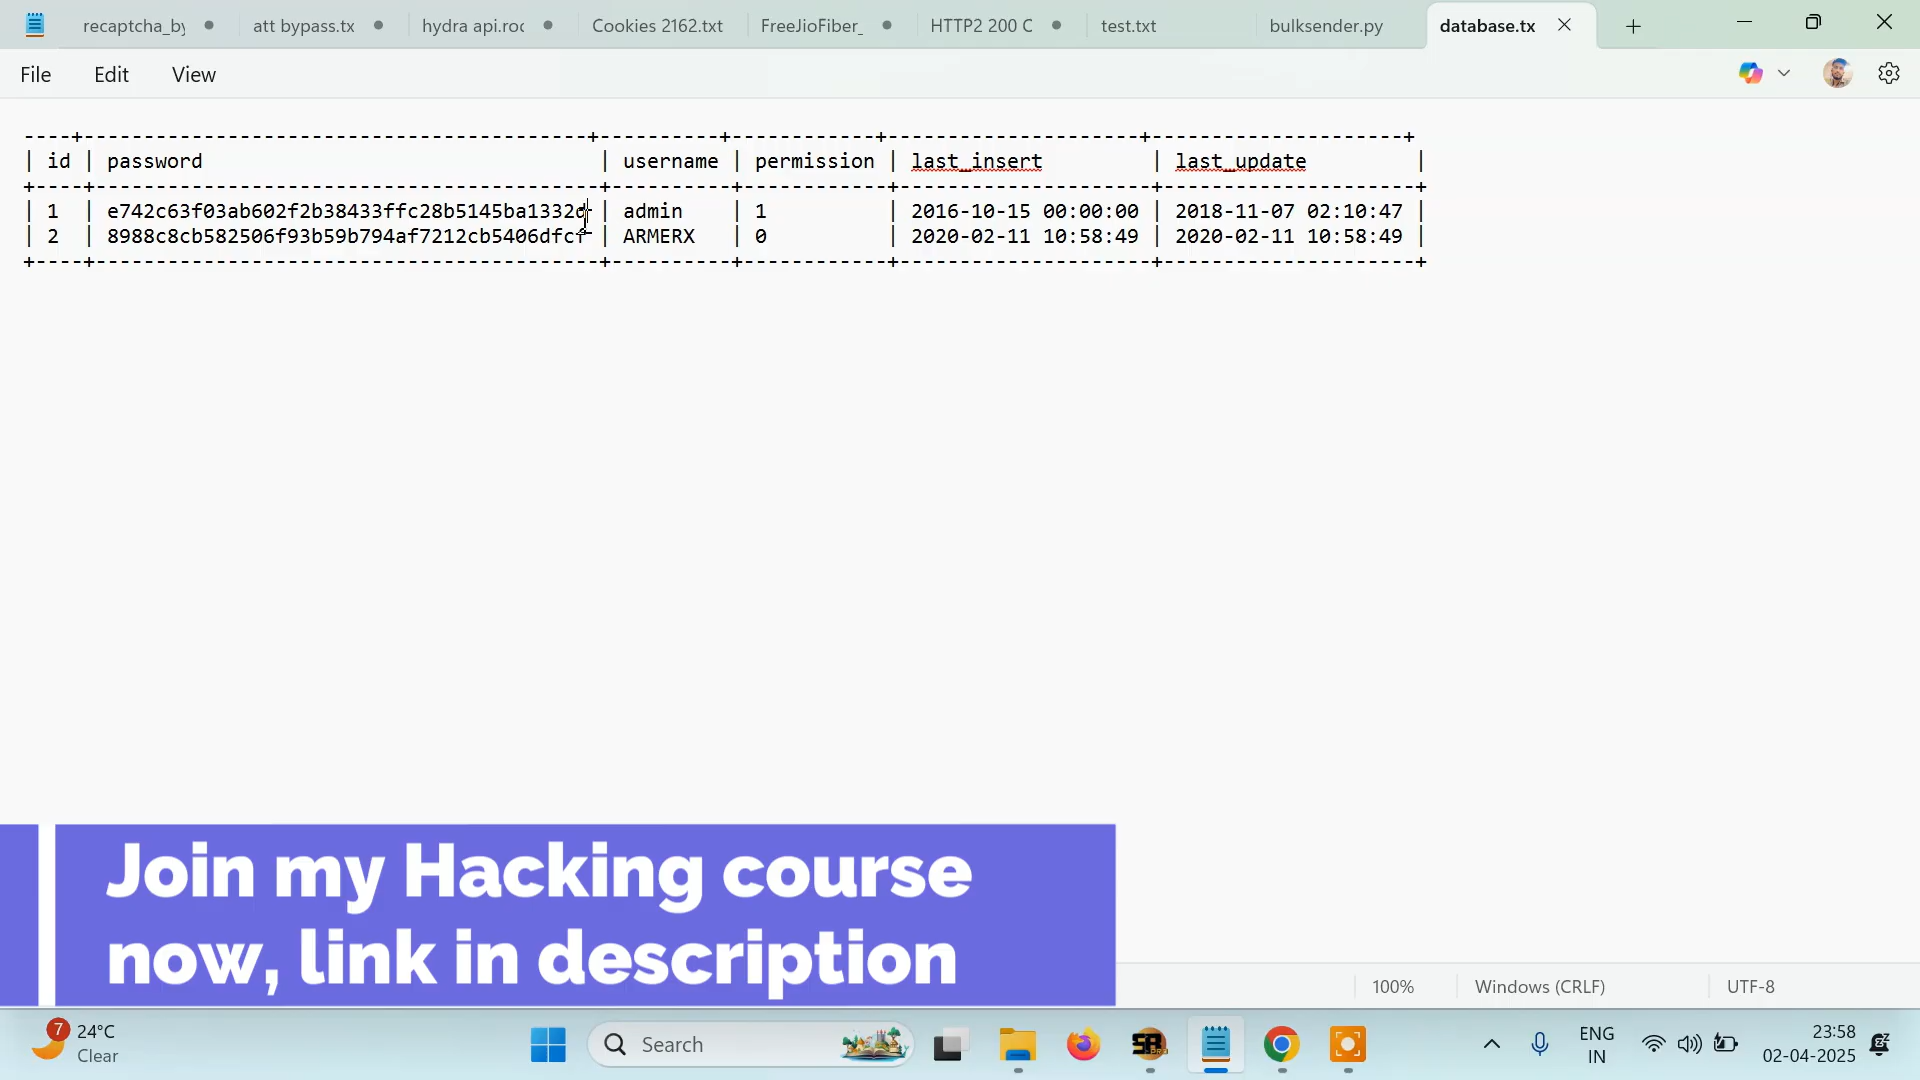 recaptcha_by
att bypass.tx
hydra api.roc
Cookies 2162.txt
FreeJioFiber_
HTTP2 200 C
test.txt
bulksender.py
database.tx
File Edit View
----+------------------------------------------+-----------+------------+---------------------+---------------------+
| id | password | username | permission | last_insert | last_update |
+----+------------------------------------------+-----------+------------+---------------------+---------------------+
| 1 | e742c63f03ab602f2b38433ffc28b5145ba1332d | admin | 1 | 2016-10-15 00:00:00 | 2018-11-07 02:10:47 |
| 2 | 8988c8cb582506f93b59b794af7212cb5406dfcf | ARMERX | 0 | 2020-02-11 10:58:49 | 2020-02-11 10:58:49 |
+----+------------------------------------------+-----------+------------+---------------------+---------------------+
Join my Hacking course
now, link in description
100% Windows (CRLF) UTF-8
7
24°C
Clear
Search
SB
PRO
ENG
IN
23:58
02-04-2025